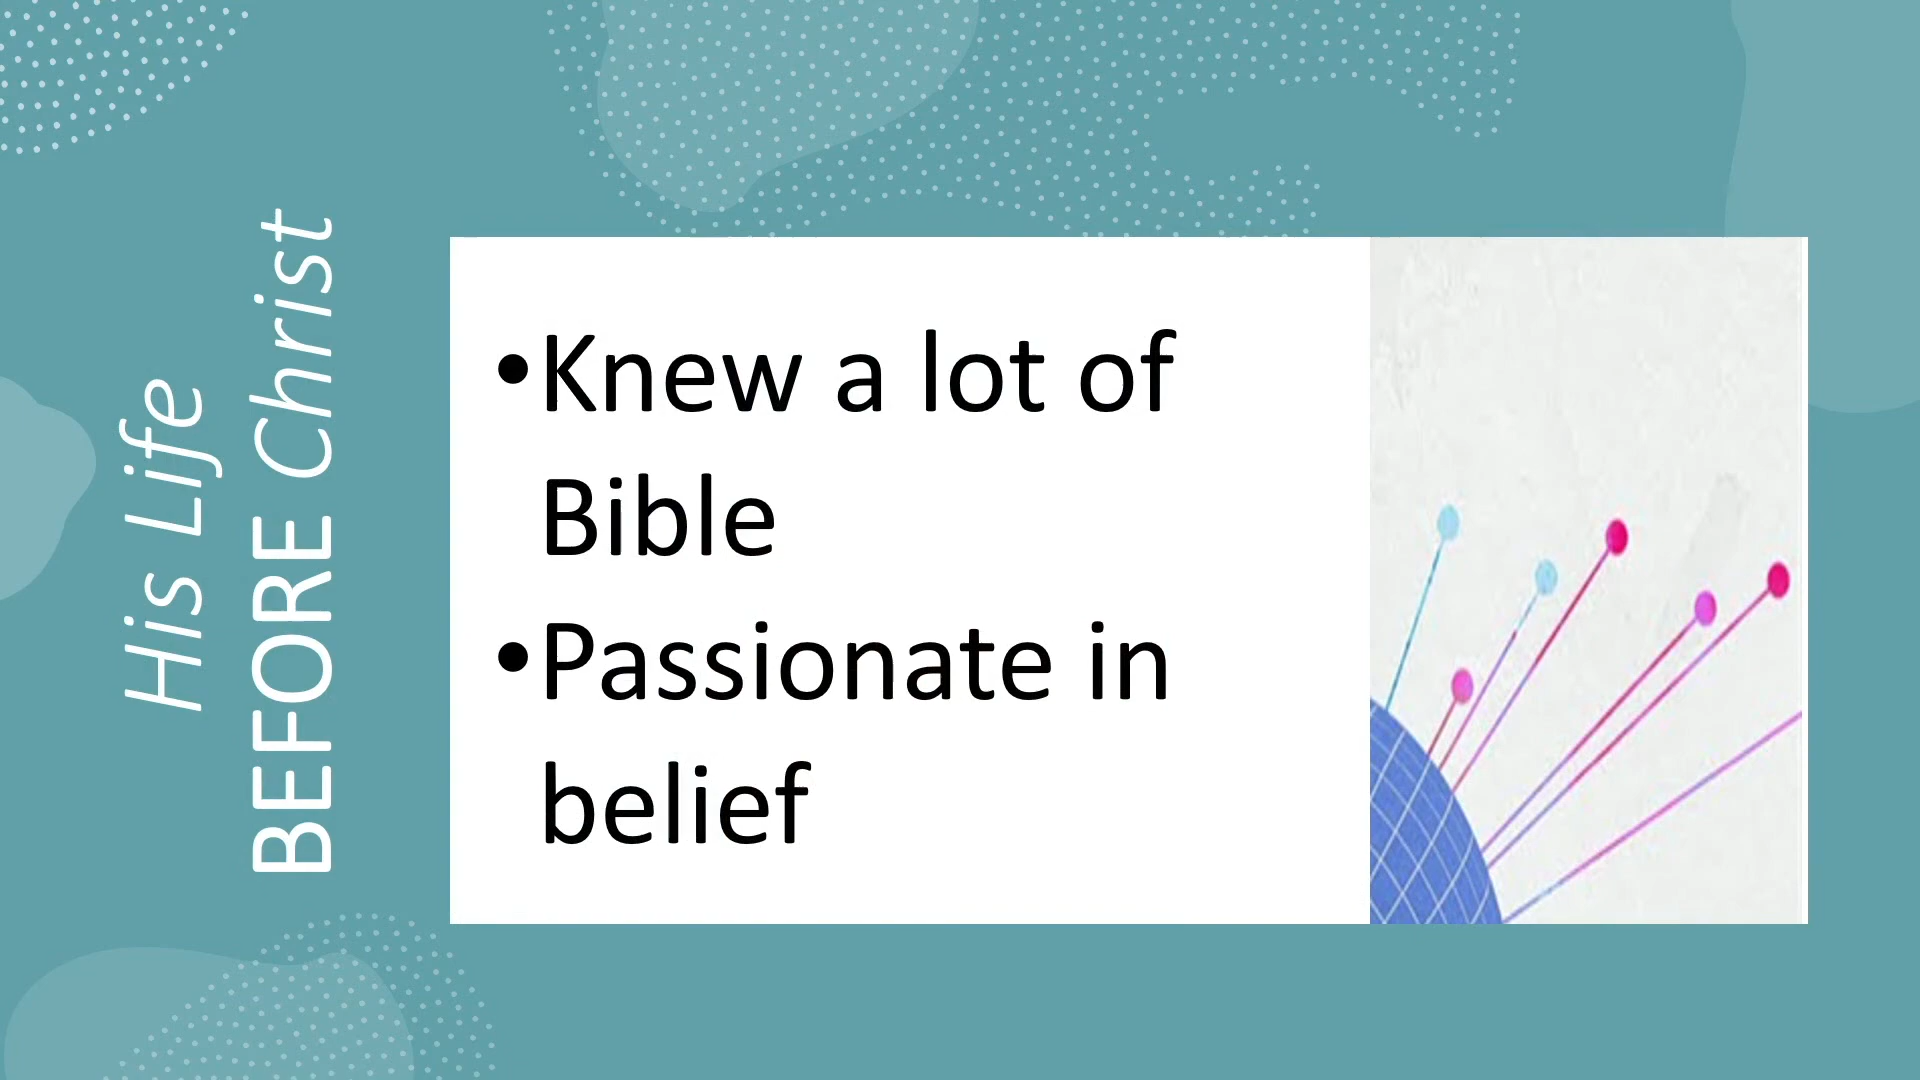 His Life
BEFORE Christ
•Knew a lot of
Bible
•Passionate in
belief